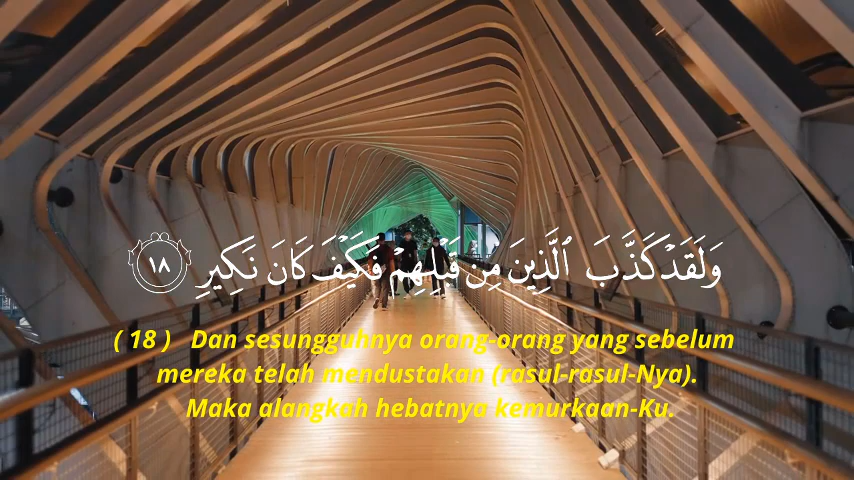 وَلَقَدْ كَذَّبَ ٱلَّذِينَ مِن قَبْلِهِمْ فَكَيْفَ كَانَ نَكِيرِ ١٨
( 18 ) Dan sesungguhnya orang-orang yang sebelum
mereka telah mendustakan (rasul-rasul-Nya).
Maka alangkah hebatnya kemurkaan-Ku.